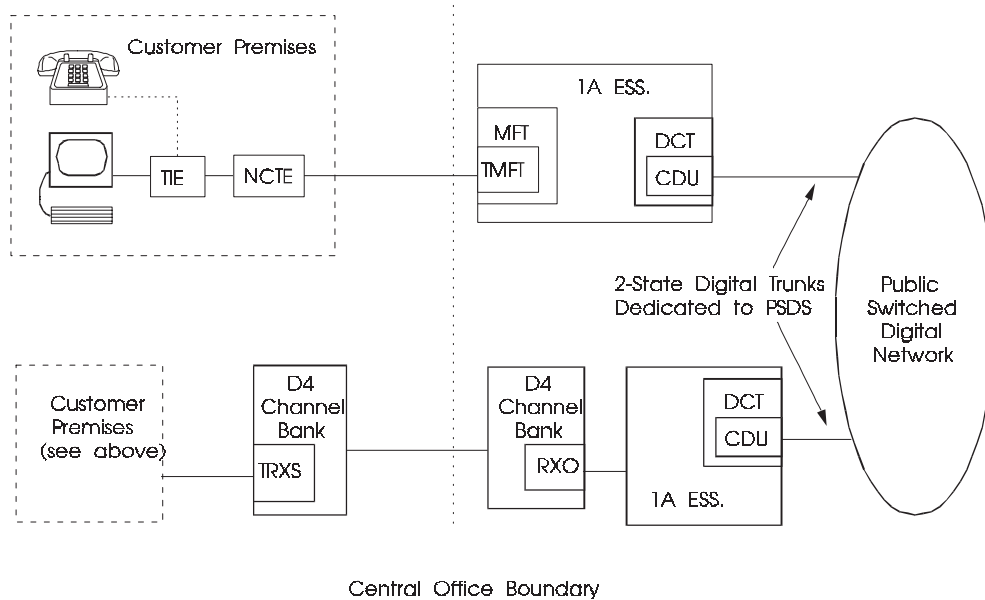 Customer Premises
TIE
NCTE
1A ESS.
MFT
TMFT
DCT
CDU
2-State Digital Trunks
Dedicated to PSDS
Public
Switched
Digital
Network
Customer
Premises
(see above)
D4
Channel
Bank
TRXS
D4
Channel
Bank
RXO
DCT
CDU
1A ESS.
Central Office Boundary